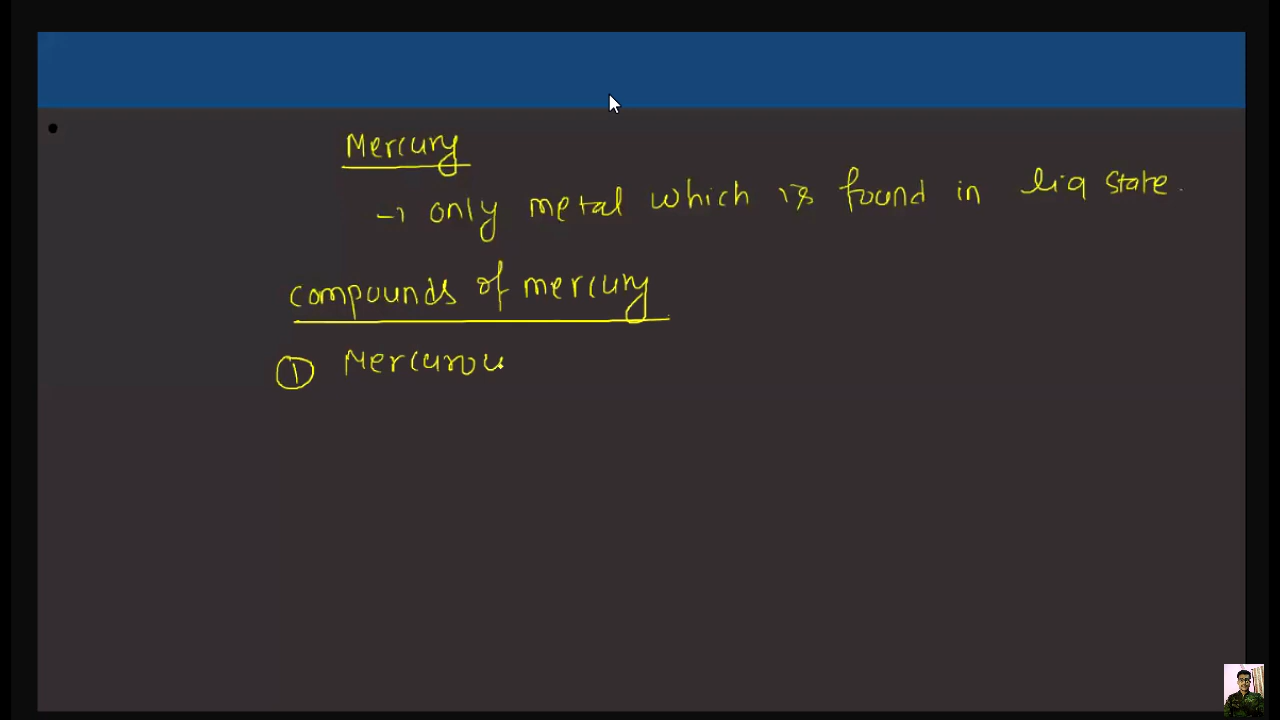 Mercury
→ only metal which is found in liq state.
compounds of mercury
① Mercurou